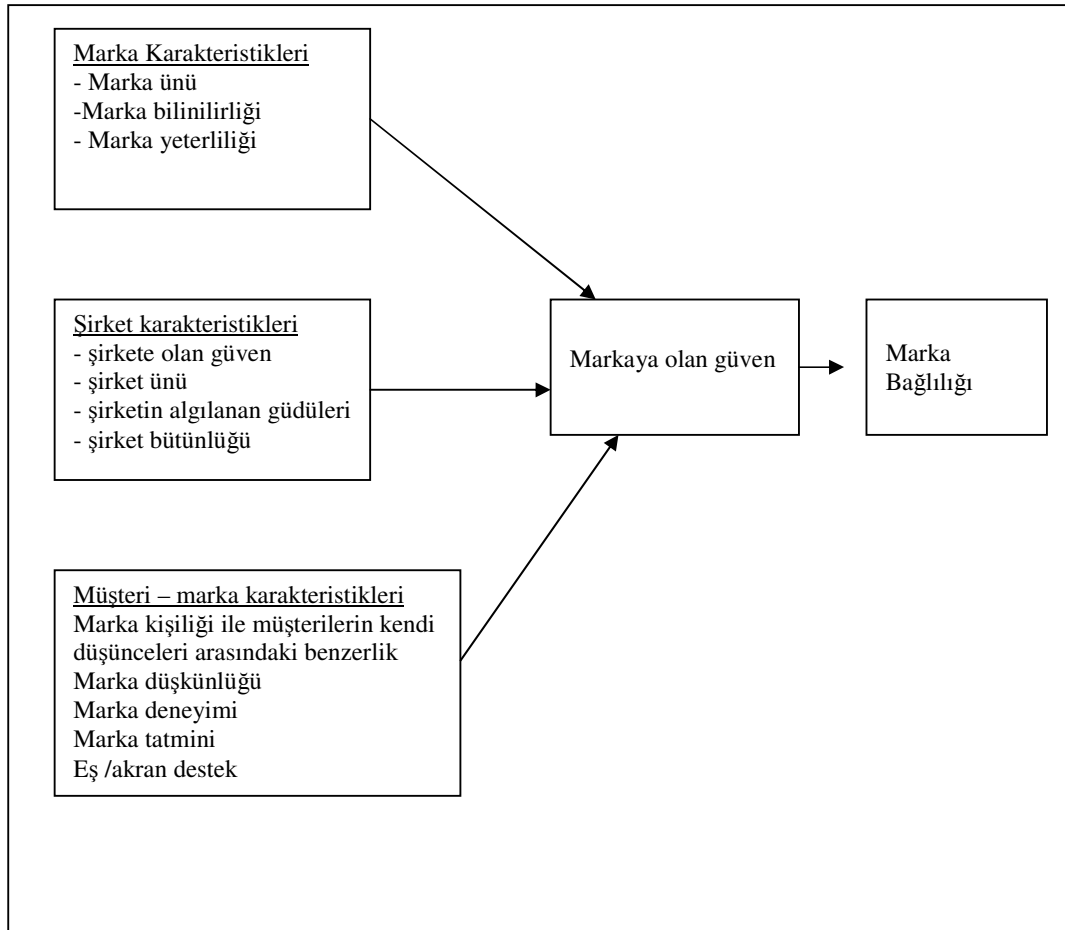 Marka Karakteristikleri
- Marka ünü
-Marka bilinilirliği
- Marka yeterliliği
Şirket karakteristikleri
- şirkete olan güven
- şirket ünü
- şirketin algılanan güdüleri
- şirket bütünlüğü
Markaya olan güven
Marka
Bağlılığı
Müşteri – marka karakteristikleri
Marka kişiliği ile müşterilerin kendi
düşünceleri arasındaki benzerlik
Marka düşkünlüğü
Marka deneyimi
Marka tatmini
Eş /akran destek